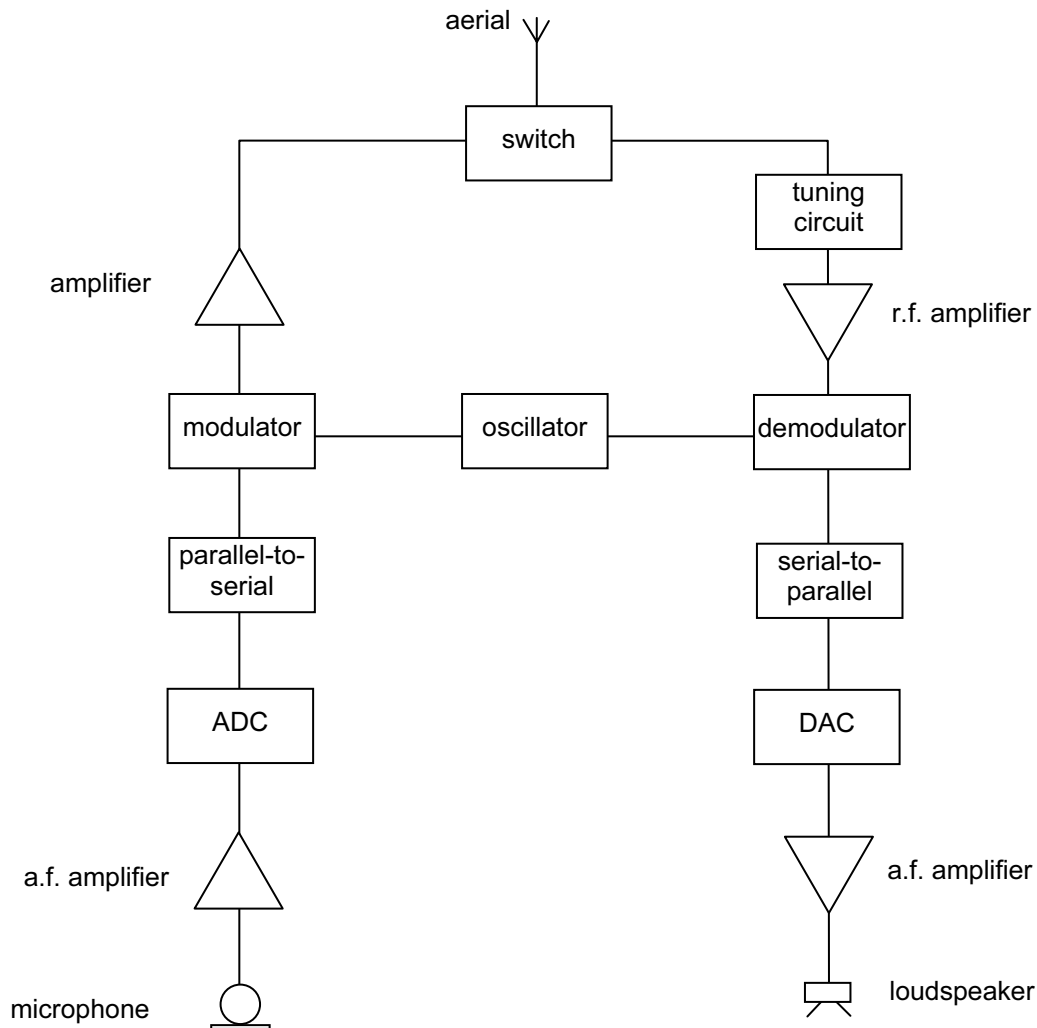 aerial
switch
tuning
circuit
amplifier
r.f. amplifier
modulator
oscillator
demodulator
parallel-to-
serial
serial-to-
parallel
ADC
DAC
a.f. amplifier
a.f. amplifier
microphone
loudspeaker